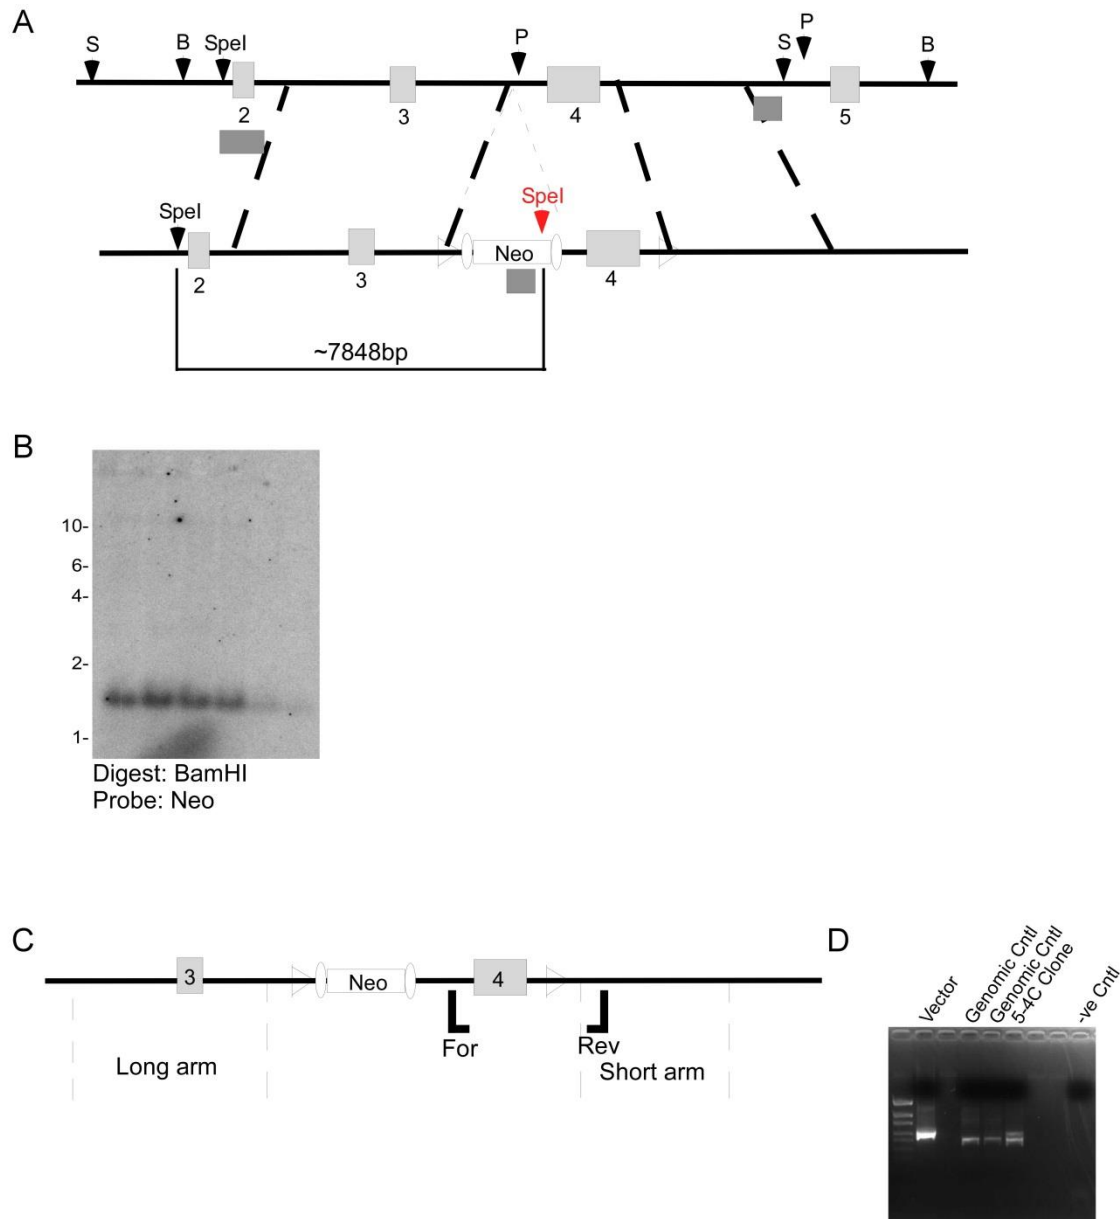 A
S B SpeI P S P B
2 3 4 5
SpeI SpeI
Neo
2 3 4
~7848bp
B
10-
6-
4-
2-
1-
Digest: BamHI
Probe: Neo
C
3 Neo 4
For Rev
Long arm Short arm
D
Vector
Genomic Cntl
Genomic Cntl
5-4C Clone
-ve Cntl